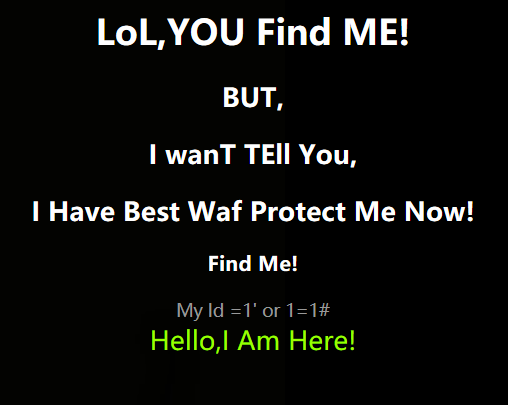 LoL,YOU Find ME!
BUT,
I wanT TEll You,
I Have Best Waf Protect Me Now!
Find Me!
My Id =1' or 1=1#
Hello,I Am Here!